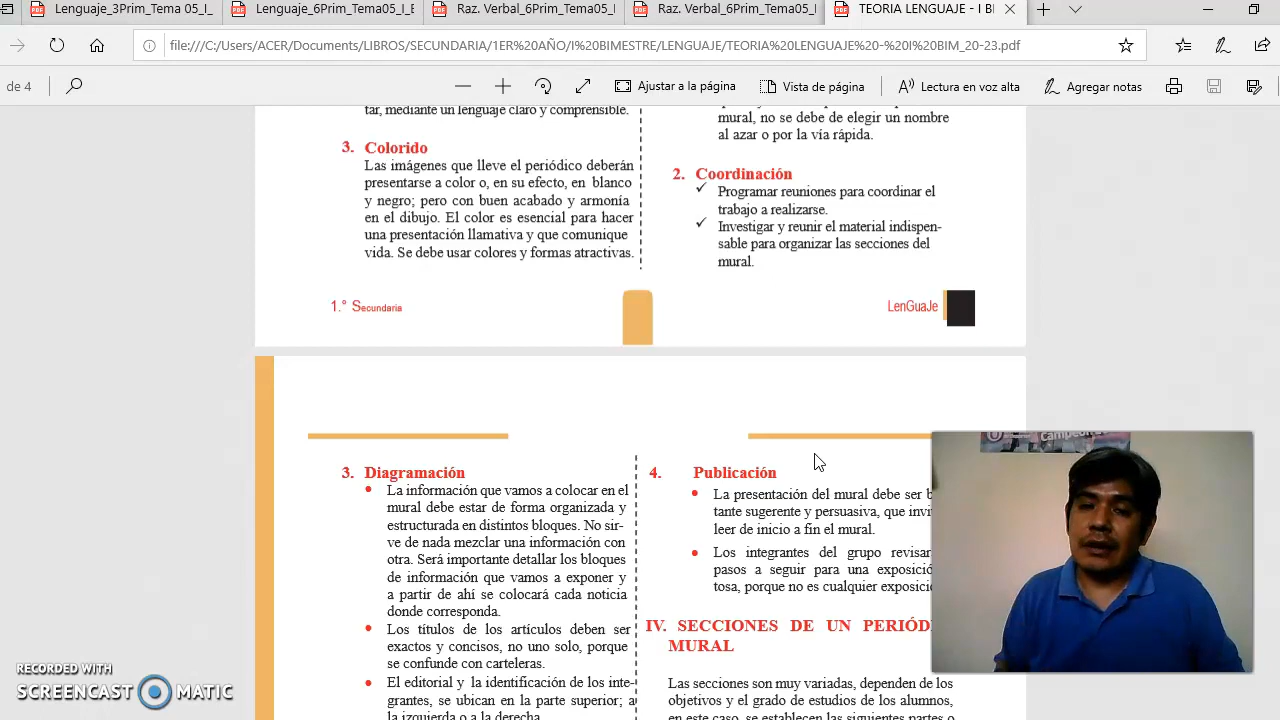 Lenguaje_3Prim_Tema 05_I
Lenguaje_6Prim_Tema05_I_E
Raz. Verbal_6Prim_Tema05_I
Raz. Verbal_6Prim_Tema05_I
TEORIA LENGUAJE - I BI
file:///C:/Users/ACER/Documents/LIBROS/SECUNDARIA/1ER%20AÑO/I%20BIMESTRE/LENGUAJE/TEORIA%20LENGUAJE%20-%20I%20BIM_20-23.pdf
de 4
Ajustar a la página
Vista de página
Lectura en voz alta
Agregar notas
tar, mediante un lenguaje claro y comprensible.
3. Colorido
Las imágenes que lleve el periódico deberán
presentarse a color o, en su efecto, en blanco
y negro; pero con buen acabado y armonía
en el dibujo. El color es esencial para hacer
una presentación llamativa y que comunique
vida. Se debe usar colores y formas atractivas.
mural, no se debe de elegir un nombre
al azar o por la vía rápida.
2. Coordinación
Programar reuniones para coordinar el
trabajo a realizarse.
Investigar y reunir el material indispen-
sable para organizar las secciones del
mural.
1.° Secundaria
LenGuaJe
3. Diagramación
La información que vamos a colocar en el
mural debe estar de forma organizada y
estructurada en distintos bloques. No sir-
ve de nada mezclar una información con
otra. Será importante detallar los bloques
de información que vamos a exponer y
a partir de ahí se colocará cada noticia
donde corresponda.
Los títulos de los artículos deben ser
exactos y concisos, no uno solo, porque
se confunde con carteleras.
El editorial y la identificación de los inte-
grantes, se ubican en la parte superior; a
la izquierda o a la derecha.
4. Publicación
La presentación del mural debe ser b
tante sugerente y persuasiva, que invi
leer de inicio a fin el mural.
Los integrantes del grupo revisar
pasos a seguir para una exposici
tosa, porque no es cualquier exposici
IV. SECCIONES DE UN PERIÓD
MURAL
Las secciones son muy variadas, dependen de los
objetivos y el grado de estudios de los alumnos,
en este caso, se establecen las siguientes partes o
RECORDED WITH
SCREENCAST MATIC